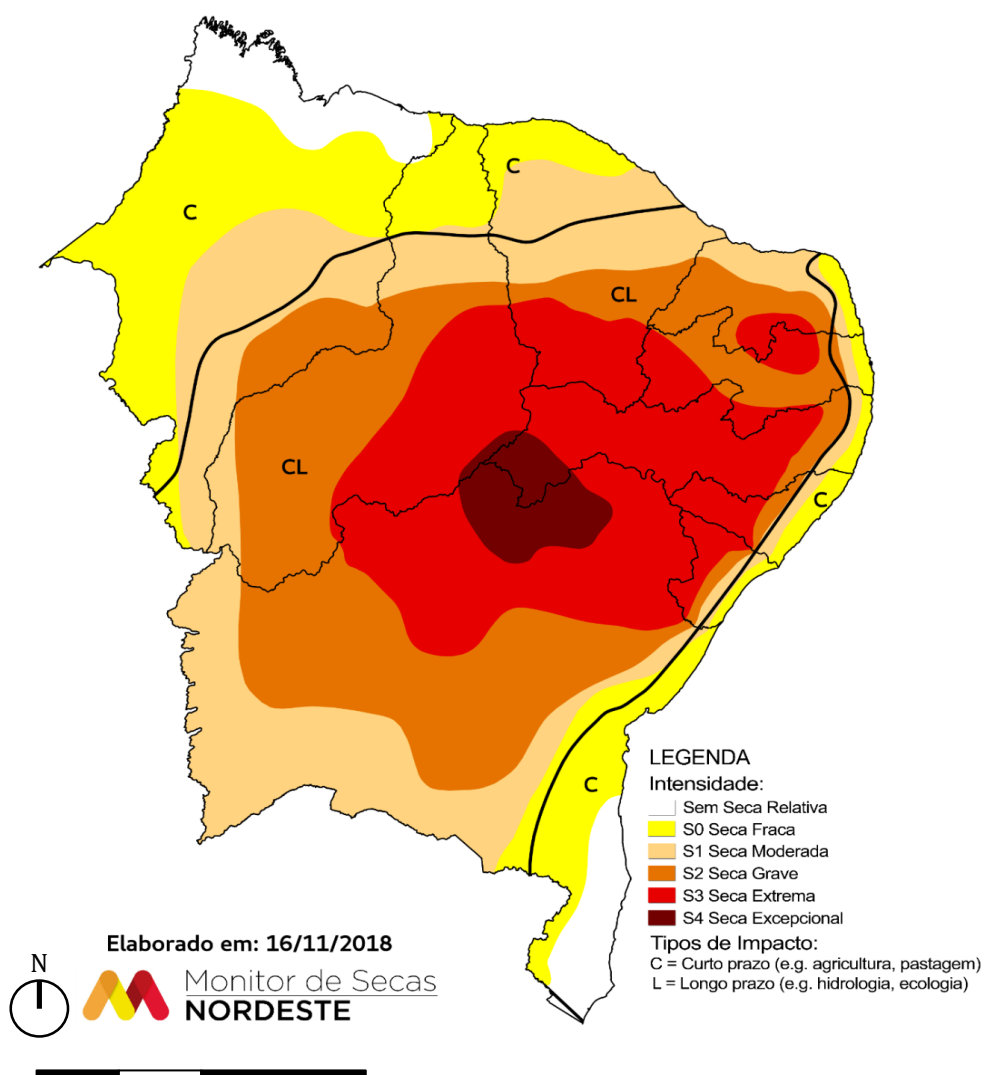 C
C
CL
CL
C
C
LEGENDA
Intensidade:
Sem Seca Relativa
S0 Seca Fraca
S1 Seca Moderada
S2 Seca Grave
S3 Seca Extrema
S4 Seca Excepcional
Tipos de Impacto:
C = Curto prazo (e.g. agricultura, pastagem)
L = Longo prazo (e.g. hidrologia, ecologia)
Elaborado em: 16/11/2018
N
Monitor de Secas
NORDESTE